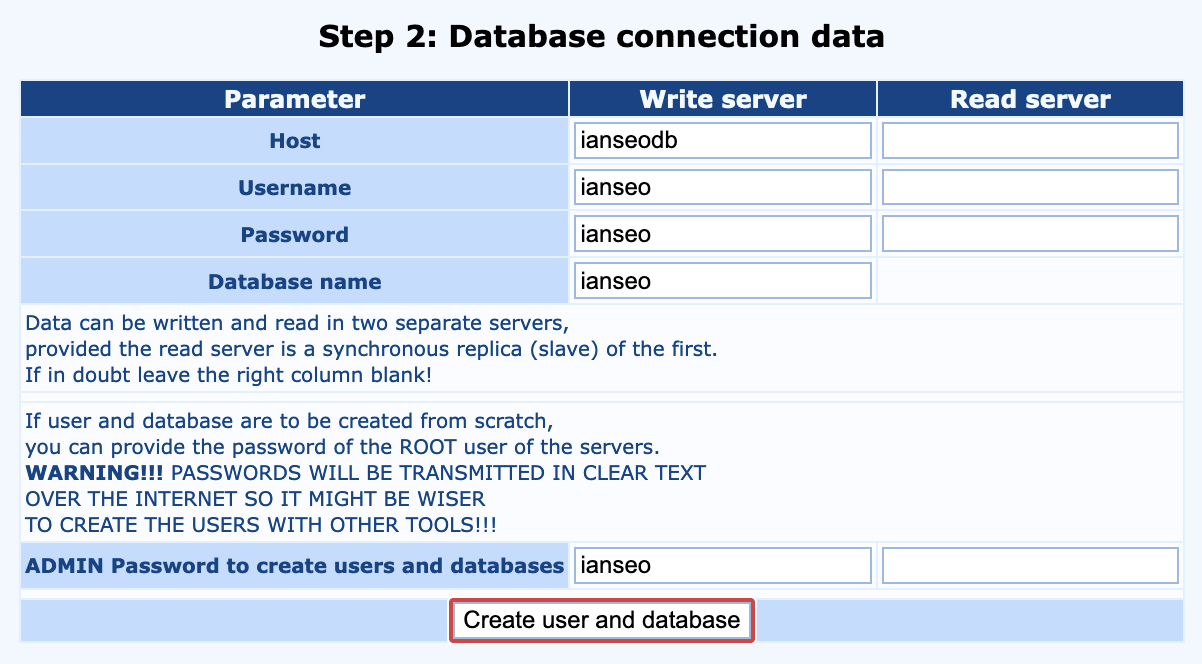 Step 2: Database connection data
Parameter Write server Read server
Host ianseodb
Username ianseo
Password ianseo
Database name ianseo
Data can be written and read in two separate servers,
provided the read server is a synchronous replica (slave) of the first.
If in doubt leave the right column blank!
If user and database are to be created from scratch,
you can provide the password of the ROOT user of the servers.
WARNING!!! PASSWORDS WILL BE TRANSMITTED IN CLEAR TEXT
OVER THE INTERNET SO IT MIGHT BE WISER
TO CREATE THE USERS WITH OTHER TOOLS!!!
ADMIN Password to create users and databases ianseo
Create user and database